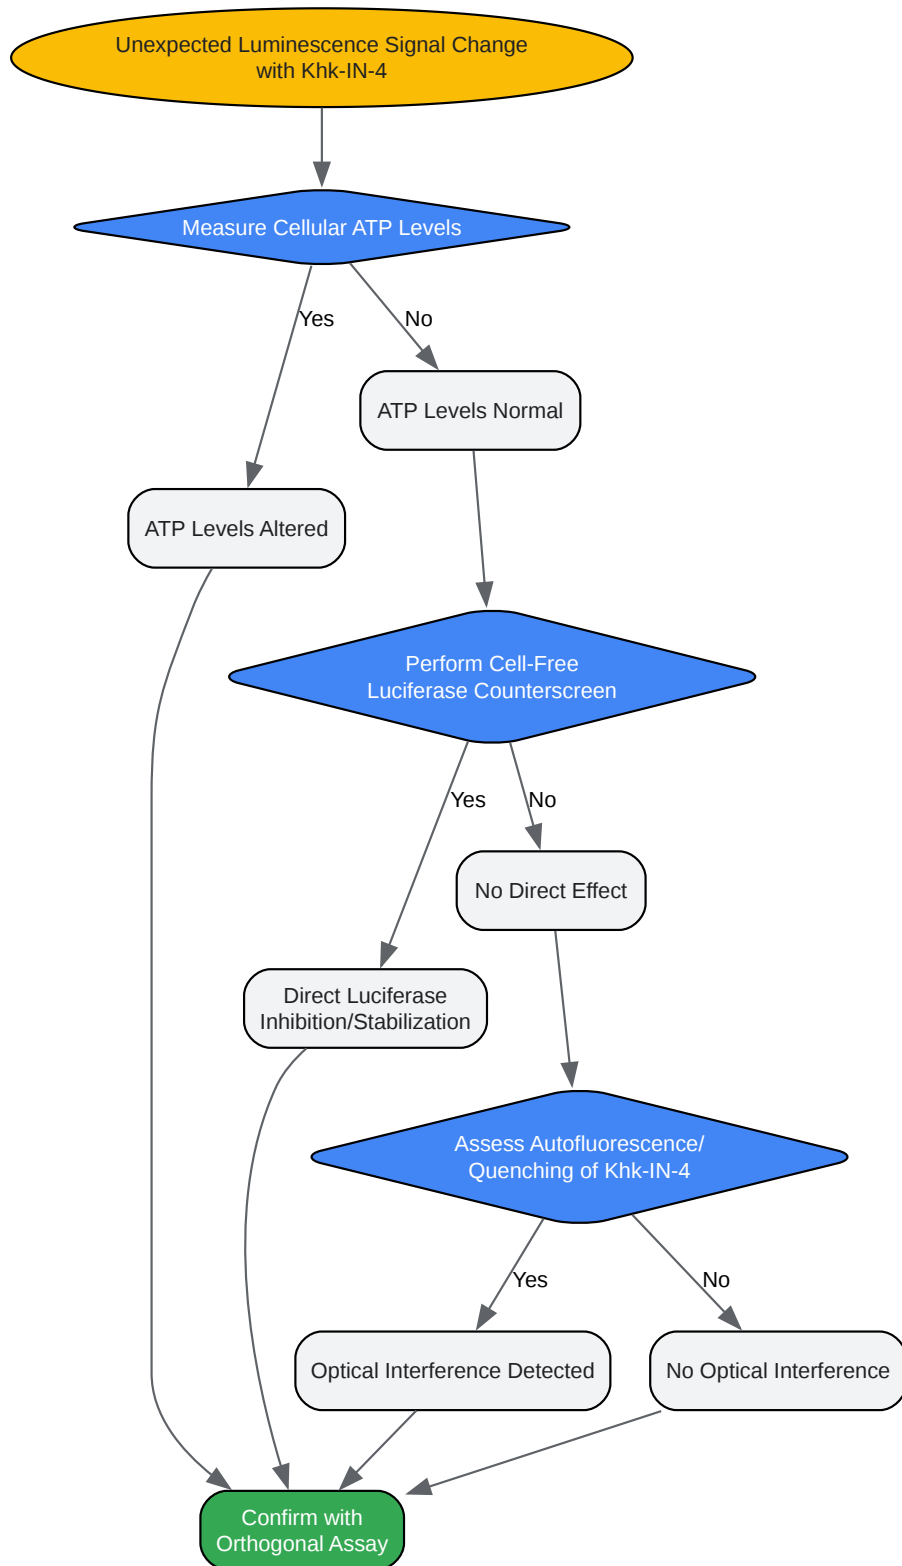 Unexpected Luminescence Signal Change
with Khk-IN-4
Measure Cellular ATP Levels
Yes
No
ATP Levels Normal
ATP Levels Altered
Perform Cell-Free
Luciferase Counterscreen
Yes
No
No Direct Effect
Direct Luciferase
Inhibition/Stabilization
Assess Autofluorescence/
Quenching of Khk-IN-4
Yes
No
Optical Interference Detected
No Optical Interference
Confirm with
Orthogonal Assay